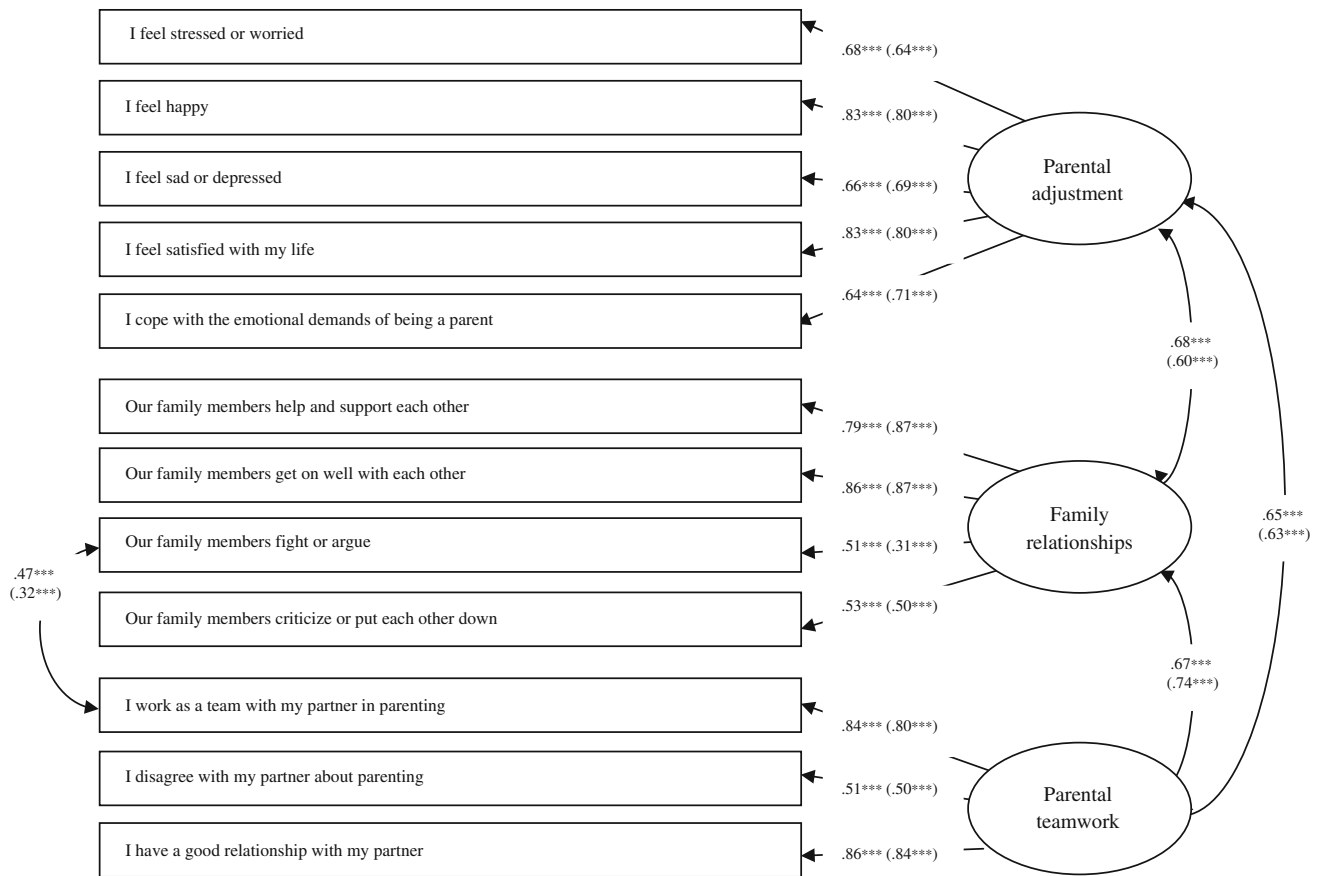 I feel stressed or worried
.68*** (.64***)
I feel happy
.83*** (.80***)
Parental
adjustment
I feel sad or depressed
.66*** (.69***)
I feel satisfied with my life
.83*** (.80***)
I cope with the emotional demands of being a parent
.64*** (.71***)
.68***
(.60***)
Our family members help and support each other
.79*** (.87***)
Our family members get on well with each other
.86*** (.87***)
Family
relationships
.65***
(.63***)
Our family members fight or argue
.51*** (.31***)
.47***
(.32***)
Our family members criticize or put each other down
.53*** (.50***)
.67***
(.74***)
I work as a team with my partner in parenting
.84*** (.80***)
I disagree with my partner about parenting
.51*** (.50***)
Parental
teamwork
I have a good relationship with my partner
.86*** (.84***)